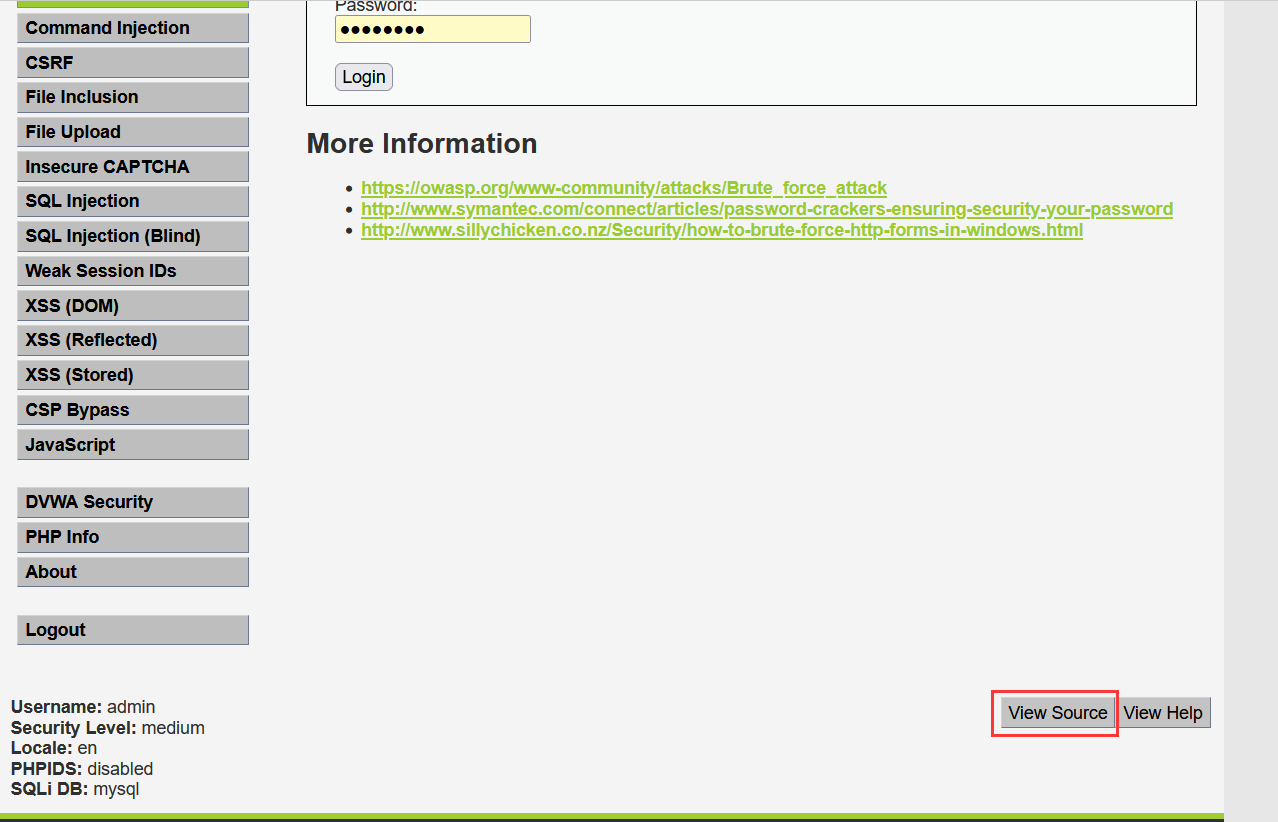 Password:
●●●●●●●●
Login
Command Injection
CSRF
File Inclusion
File Upload
Insecure CAPTCHA
SQL Injection
SQL Injection (Blind)
Weak Session IDs
XSS (DOM)
XSS (Reflected)
XSS (Stored)
CSP Bypass
JavaScript
DVWA Security
PHP Info
About
Logout
More Information
• https://owasp.org/www-community/attacks/Brute_force_attack
• http://www.symantec.com/connect/articles/password-crackers-ensuring-security-your-password
• http://www.sillychicken.co.nz/Security/how-to-brute-force-http-forms-in-windows.html
Username: admin
Security Level: medium
Locale: en
PHPIDS: disabled
SQLi DB: mysql
View Source View Help